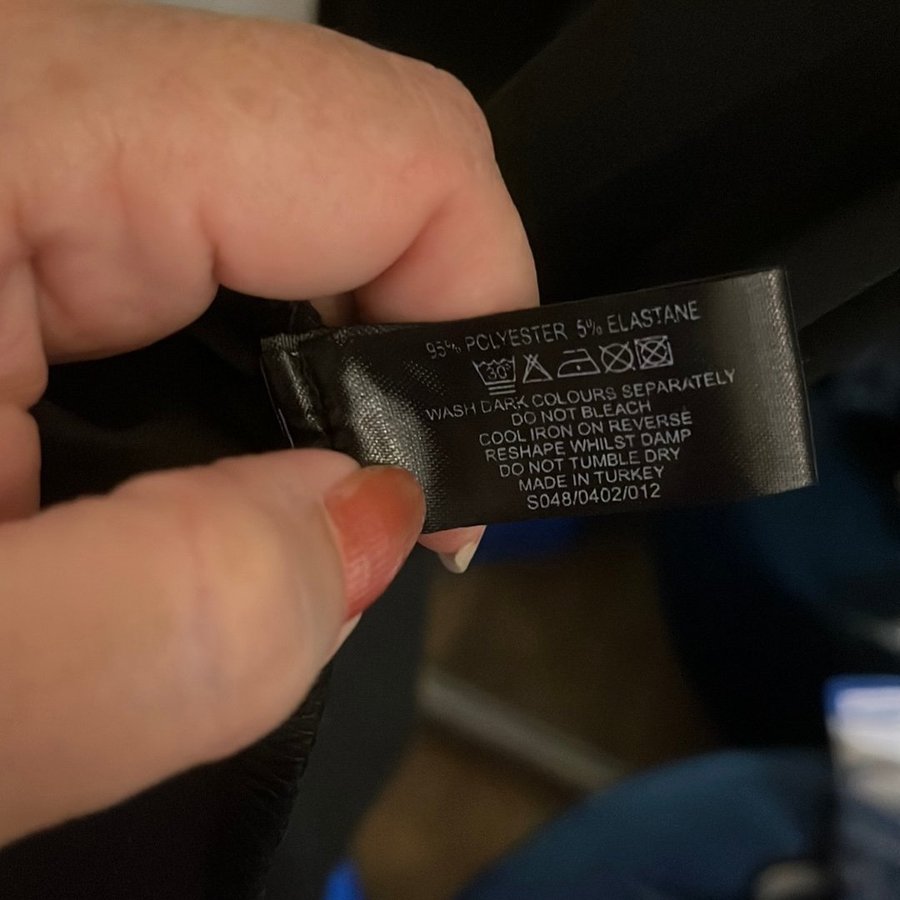 95% POLYESTER 5% ELASTANE
30°
WASH DARK COLOURS SEPARATELY
DO NOT BLEACH
COOL IRON ON REVERSE
RESHAPE WHILST DAMP
DO NOT TUMBLE DRY
MADE IN TURKEY
S048/0402/012